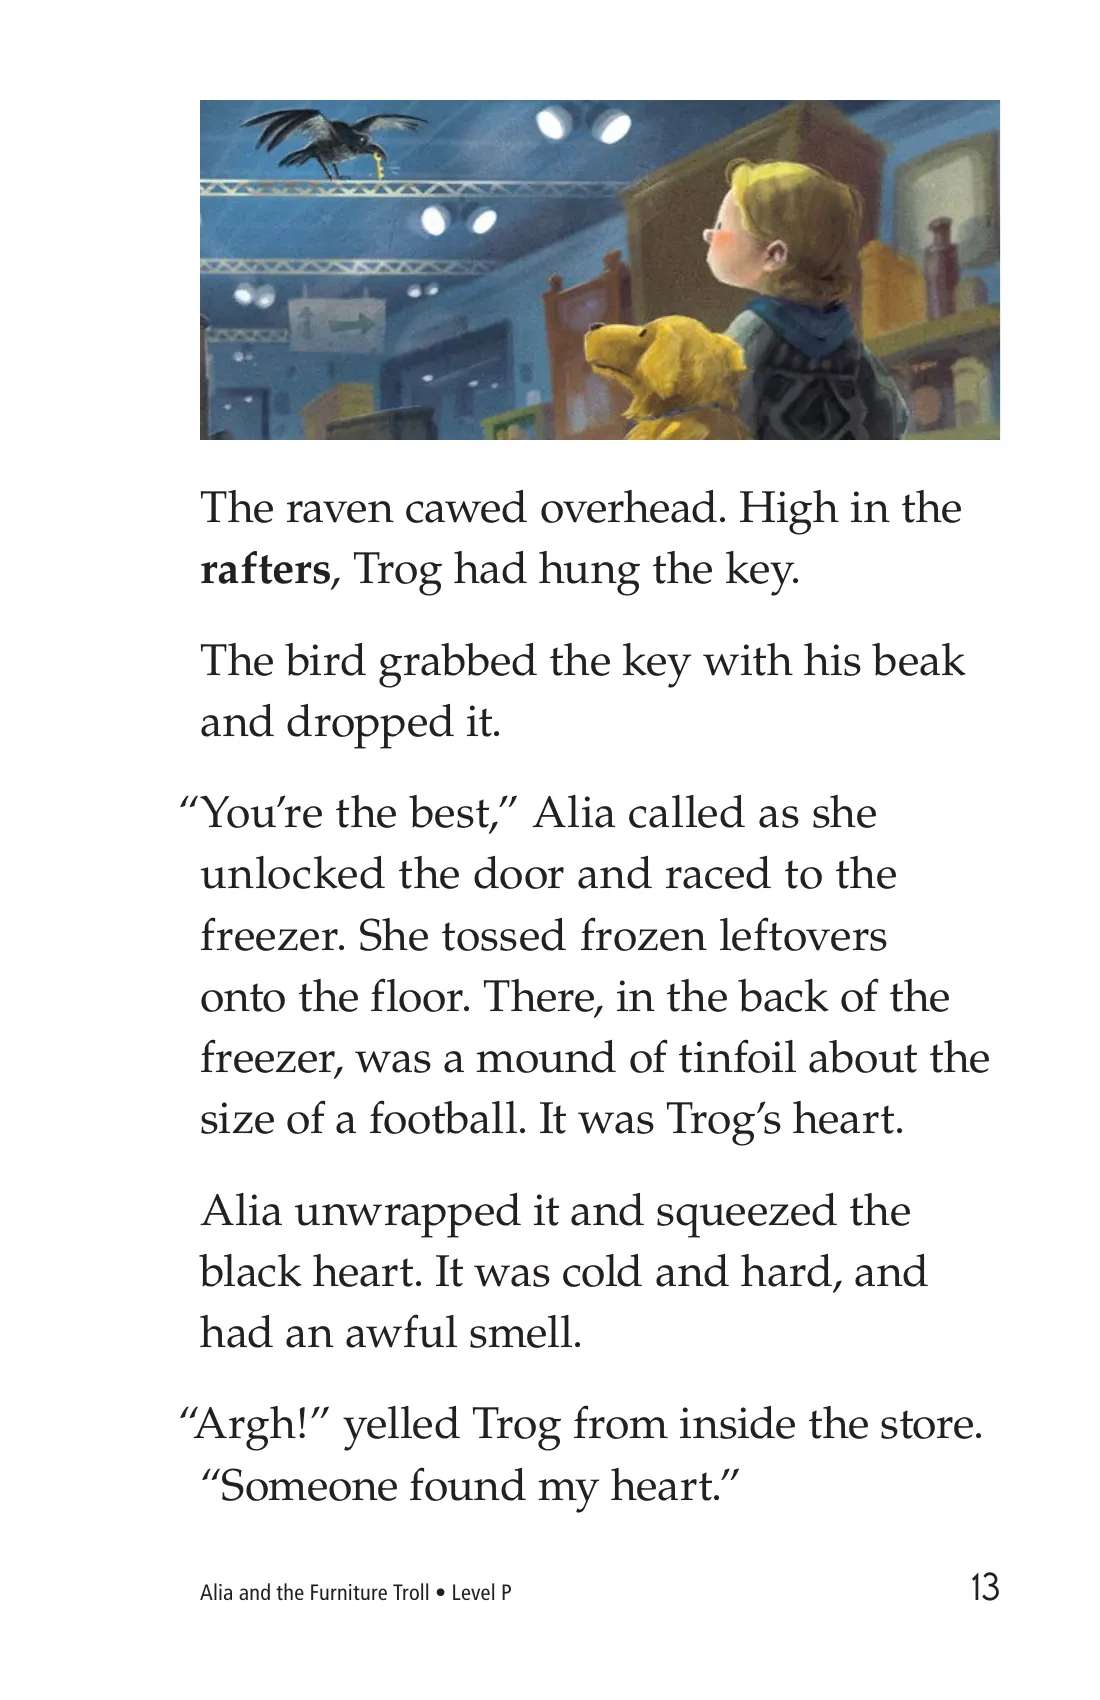 The raven cawed overhead. High in the
rafters, Trog had hung the key.
The bird grabbed the key with his beak
and dropped it.
“You’re the best,” Alia called as she
unlocked the door and raced to the
freezer. She tossed frozen leftovers
onto the floor. There, in the back of the
freezer, was a mound of tinfoil about the
size of a football. It was Trog’s heart.
Alia unwrapped it and squeezed the
black heart. It was cold and hard, and
had an awful smell.
“Argh!” yelled Trog from inside the store.
“Someone found my heart.”
Alia and the Furniture Troll • Level P
13